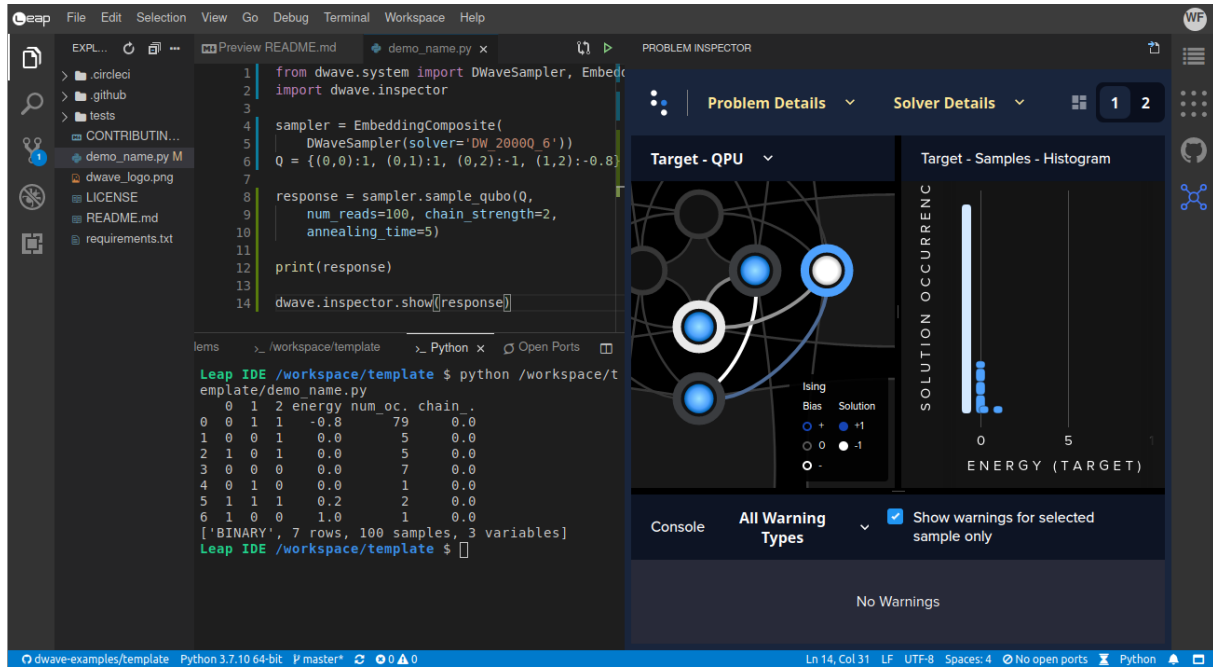 Leap File Edit Selection View Go Debug Terminal Workspace Help WF
EXPL...
.circleci
.github
tests
CONTRIBUTIN...
demo_name.py M
dwave_logo.png
LICENSE
README.md
requirements.txt
1
Preview README.md demo_name.py ×
1 from dwave.system import DWaveSampler, Embedd
2 import dwave.inspector
3
4 sampler = EmbeddingComposite(
5 DWaveSampler(solver='DW_2000Q_6'))
6 Q = {(0,0):1, (0,1):1, (0,2):-1, (1,2):-0.8}
7
8 response = sampler.sample_qubo(Q,
9 num_reads=100, chain_strength=2,
10 annealing_time=5)
11
12 print(response)
13
14 dwave.inspector.show(response)
lems >_ /workspace/template >_ Python × Open Ports
Leap IDE /workspace/template $ python /workspace/t
emplate/demo_name.py
0 1 2 energy num_oc. chain_.
0 0 1 1 -0.8 79 0.0
1 0 0 1 0.0 5 0.0
2 1 0 1 0.0 5 0.0
3 0 0 0 0.0 7 0.0
4 0 1 0 0.0 1 0.0
5 1 1 1 0.2 2 0.0
6 1 0 0 1.0 1 0.0
['BINARY', 7 rows, 100 samples, 3 variables]
Leap IDE /workspace/template $
PROBLEM INSPECTOR
Problem Details Solver Details 1 2
Target - QPU
Ising
Bias Solution
+ +1
0 -1
-
Target - Samples - Histogram
SOLUTION OCCURRENC
0 5 1
ENERGY (TARGET)
Console All Warning
Types
Show warnings for selected
sample only
No Warnings
dwave-examples/template Python 3.7.10 64-bit master* 0 0 Ln 14, Col 31 LF UTF-8 Spaces: 4 No open ports Python